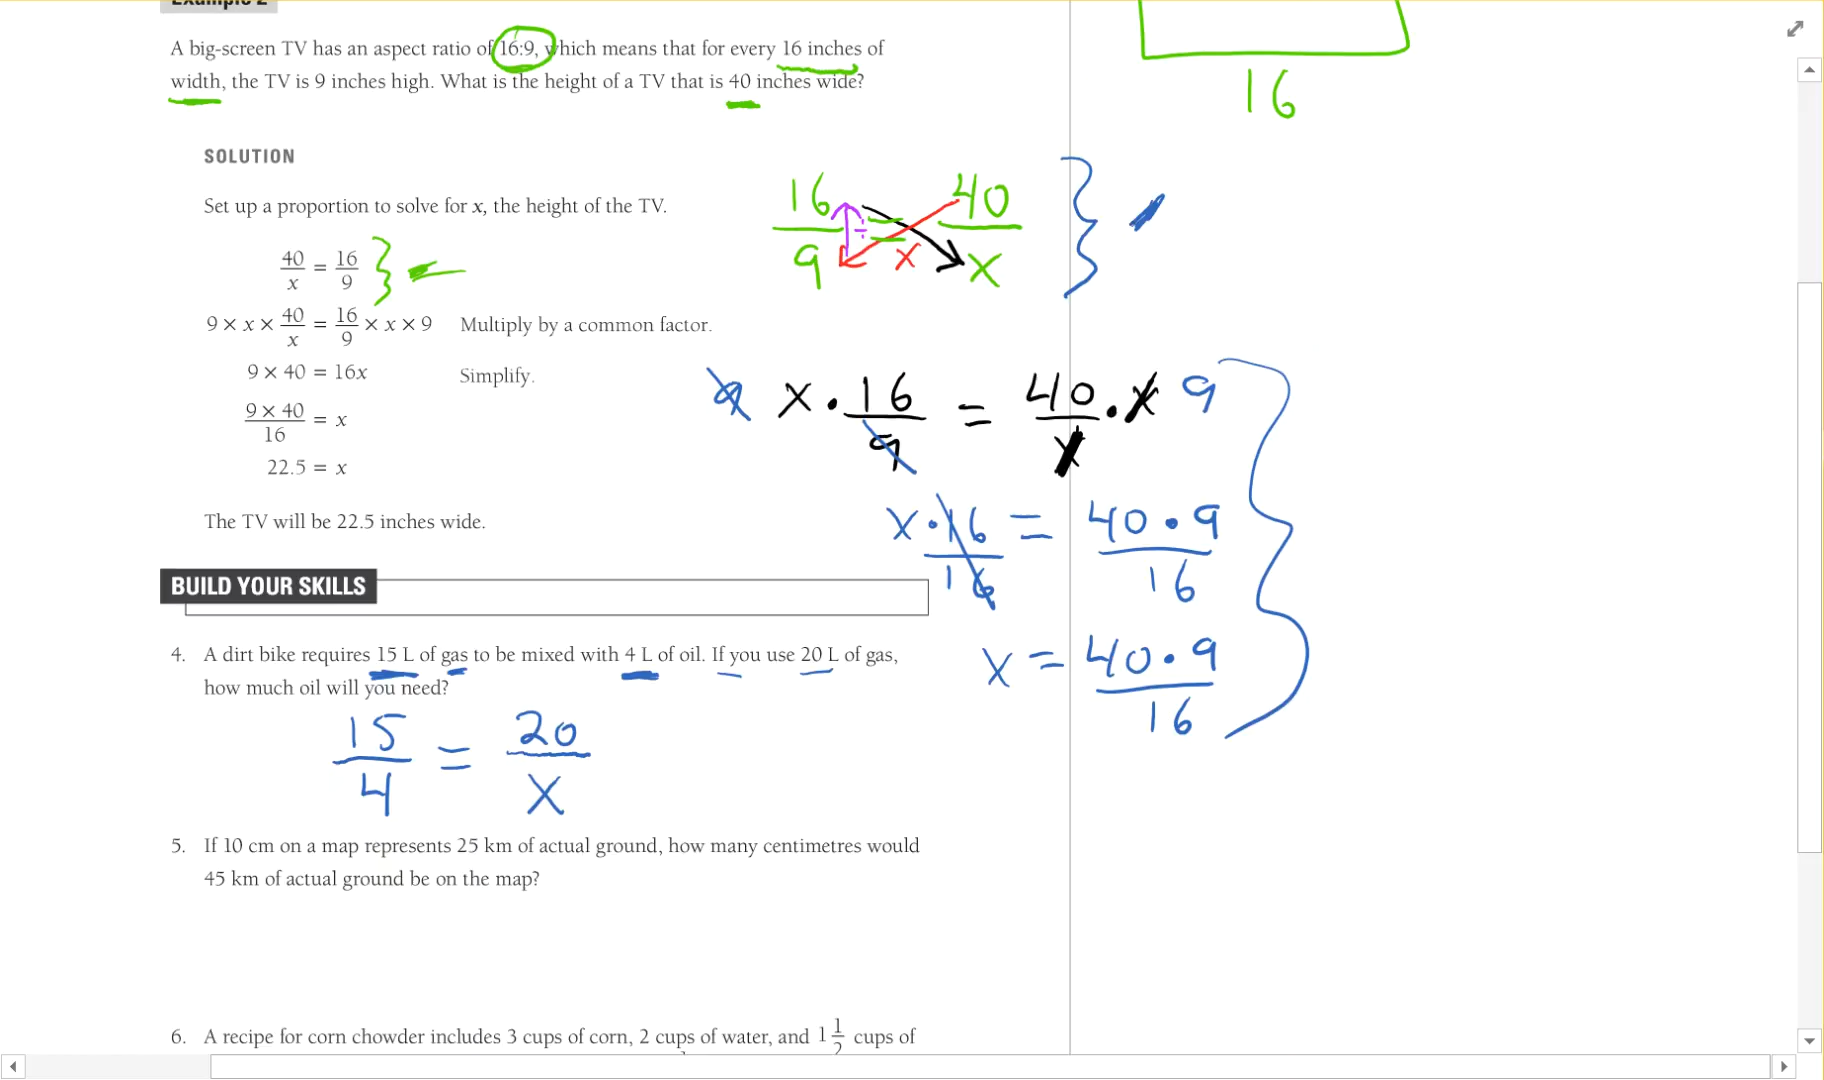 Example 2
A big-screen TV has an aspect ratio of 16:9, which means that for every 16 inches of
width, the TV is 9 inches high. What is the height of a TV that is 40 inches wide?
16
SOLUTION
Set up a proportion to solve for x, the height of the TV.
40/x = 16/9
16/9 = 40/x
÷ x
9 × x × 40/x = 16/9 × x × 9 Multiply by a common factor.
9 × 40 = 16x Simplify.
9 × 40/16 = x
22.5 = x
The TV will be 22.5 inches wide.
9 x · 16/9 = 40/x · x 9
x · 16/16 = 40 · 9/16
x = 40 · 9/16
BUILD YOUR SKILLS
4. A dirt bike requires 15 L of gas to be mixed with 4 L of oil. If you use 20 L of gas,
how much oil will you need?
15/4 = 20/x
5. If 10 cm on a map represents 25 km of actual ground, how many centimetres would
45 km of actual ground be on the map?
6. A recipe for corn chowder includes 3 cups of corn, 2 cups of water, and 1 1/2 cups of